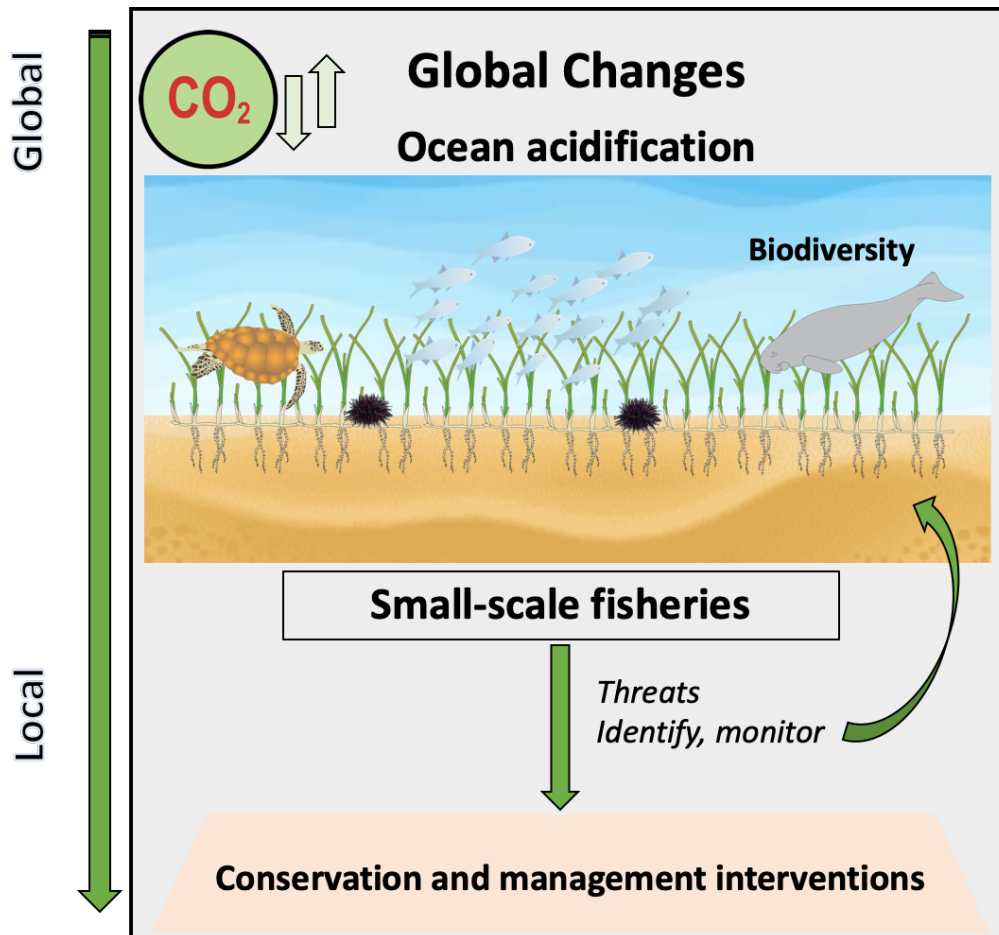 Global
CO₂
Global Changes
Ocean acidification
Biodiversity
Small-scale fisheries
Threats
Identify, monitor
Local
Conservation and management interventions